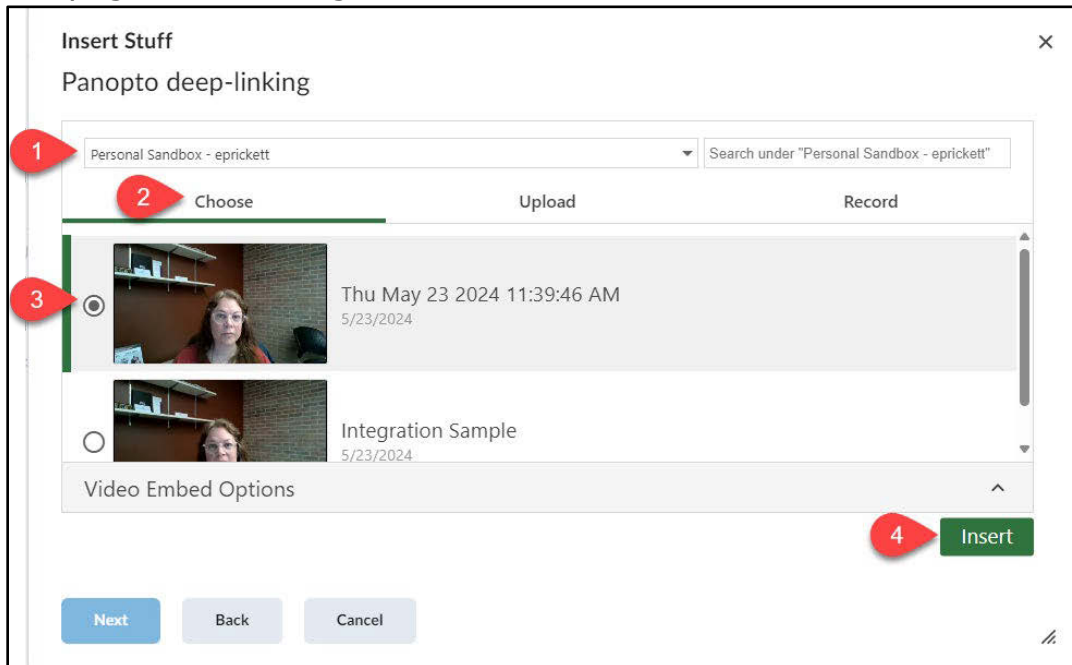 Insert Stuff
Panopto deep-linking
1
Personal Sandbox - eprickett
Search under "Personal Sandbox - eprickett"
2
Choose
Upload
Record
3
Thu May 23 2024 11:39:46 AM
5/23/2024
Integration Sample
5/23/2024
Video Embed Options
4
Insert
Next
Back
Cancel